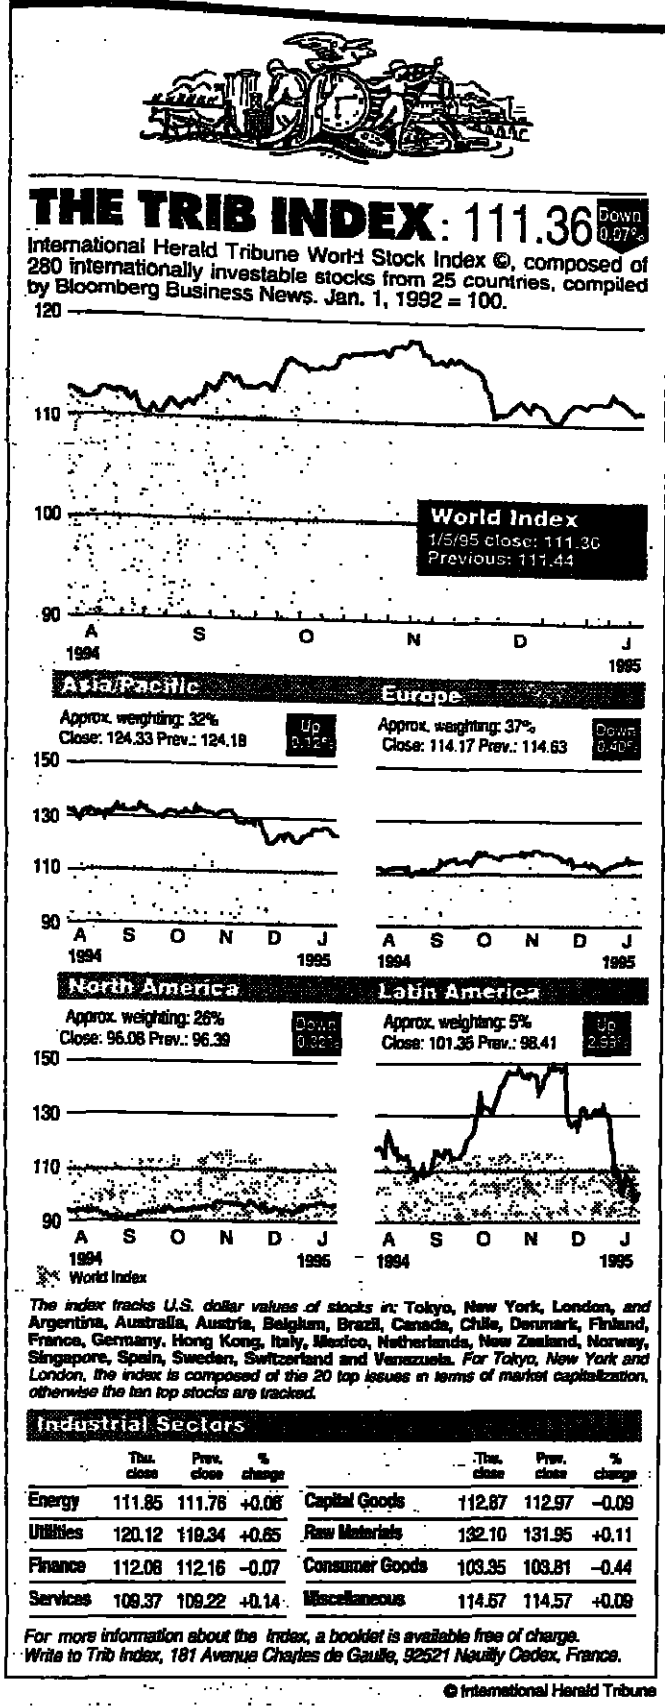 THE TRIB INDEX: 111.36 Down 0.07%
International Herald Tribune World Stock Index ©, composed of
280 internationally investable stocks from 25 countries, compiled
by Bloomberg Business News. Jan. 1, 1992 = 100.
120
110
100
90
World Index
1/5/95 close: 111.36
Previous: 111.44
A S O N D J
1994 1995
Asia/Pacific
Approx. weighting: 32%
Close: 124.33 Prev.: 124.18
Up
0.12%
150
130
110
90
A S O N D J
1994 1995
Europe
Approx. weighting: 37%
Close: 114.17 Prev.: 114.63
Down
0.40%
A S O N D J
1994 1995
North America
Approx. weighting: 26%
Close: 96.08 Prev.: 96.39
Down
0.32%
150
130
110
90
A S O N D J
1994 1995
World Index
Latin America
Approx. weighting: 5%
Close: 101.35 Prev.: 98.41
Up
2.99%
A S O N D J
1994 1995
The index tracks U.S. dollar values of stocks in: Tokyo, New York, London, and
Argentina, Australia, Austria, Belgium, Brazil, Canada, Chile, Denmark, Finland,
France, Germany, Hong Kong, Italy, Mexico, Netherlands, New Zealand, Norway,
Singapore, Spain, Sweden, Switzerland and Venezuela. For Tokyo, New York and
London, the index is composed of the 20 top issues in terms of market capitalization,
otherwise the ten top stocks are tracked.
Industrial Sectors
Thu. close Prev. close % change Thu. close Prev. close % change
Energy 111.85 111.76 +0.08 Capital Goods 112.87 112.97 –0.09
Utilities 120.12 119.34 +0.65 Raw Materials 132.10 131.95 +0.11
Finance 112.08 112.16 –0.07 Consumer Goods 103.35 103.81 –0.44
Services 109.37 109.22 +0.14 Miscellaneous 114.67 114.57 +0.09
For more information about the Index, a booklet is available free of charge.
Write to Trib Index, 181 Avenue Charles de Gaulle, 92521 Neuilly Cedex, France.
© International Herald Tribune